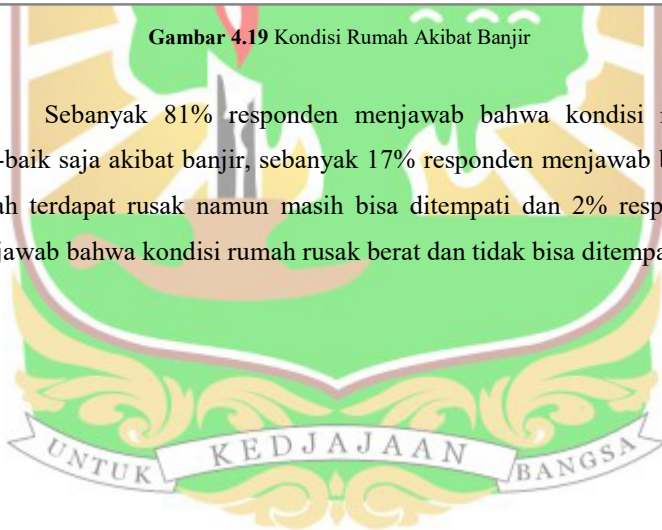 Gambar 4.19 Kondisi Rumah Akibat Banjir
Sebanyak 81% responden menjawab bahwa kondisi
-baik saja akibat banjir, sebanyak 17% responden menjawab
ah terdapat rusak namun masih bisa ditempati dan 2%
jawab bahwa kondisi rumah rusak berat dan tidak bisa
UNTUK KEDJAJAAN BANGSA